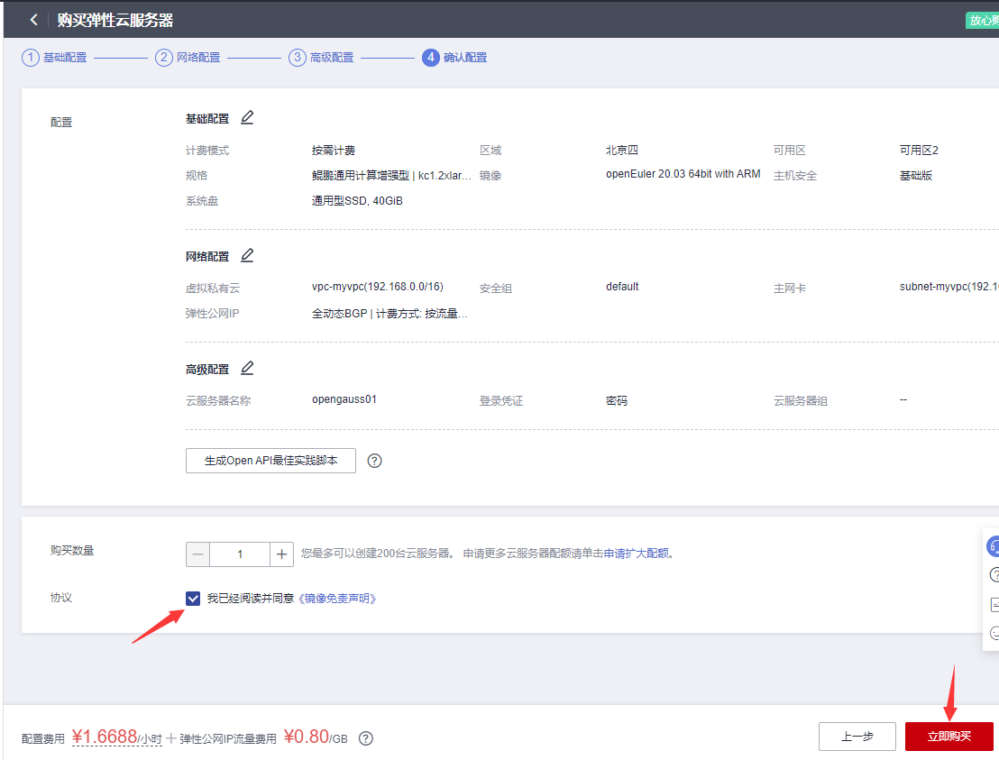 购买弹性云服务器
放心购
1 基础配置 2 网络配置 3 高级配置 4 确认配置
配置
基础配置
计费模式 按需计费 区域 北京四 可用区 可用区2
规格 鲲鹏通用计算增强型 | kc1.2xlar... 镜像 openEuler 20.03 64bit with ARM 主机安全 基础版
系统盘 通用型SSD, 40GiB
网络配置
虚拟私有云 vpc-myvpc(192.168.0.0/16) 安全组 default 主网卡 subnet-myvpc(192.1
弹性公网IP 全动态BGP | 计费方式: 按流量...
高级配置
云服务器名称 opengauss01 登录凭证 密码 云服务器组 --
生成Open API最佳实践脚本 ?
购买数量 1 您最多可以创建200台云服务器。 申请更多云服务器配额请单击申请扩大配额。
协议 我已经阅读并同意《镜像免责声明》
配置费用 ¥1.6688/小时 + 弹性公网IP流量费用 ¥0.80/GB ? 上一步 立即购买